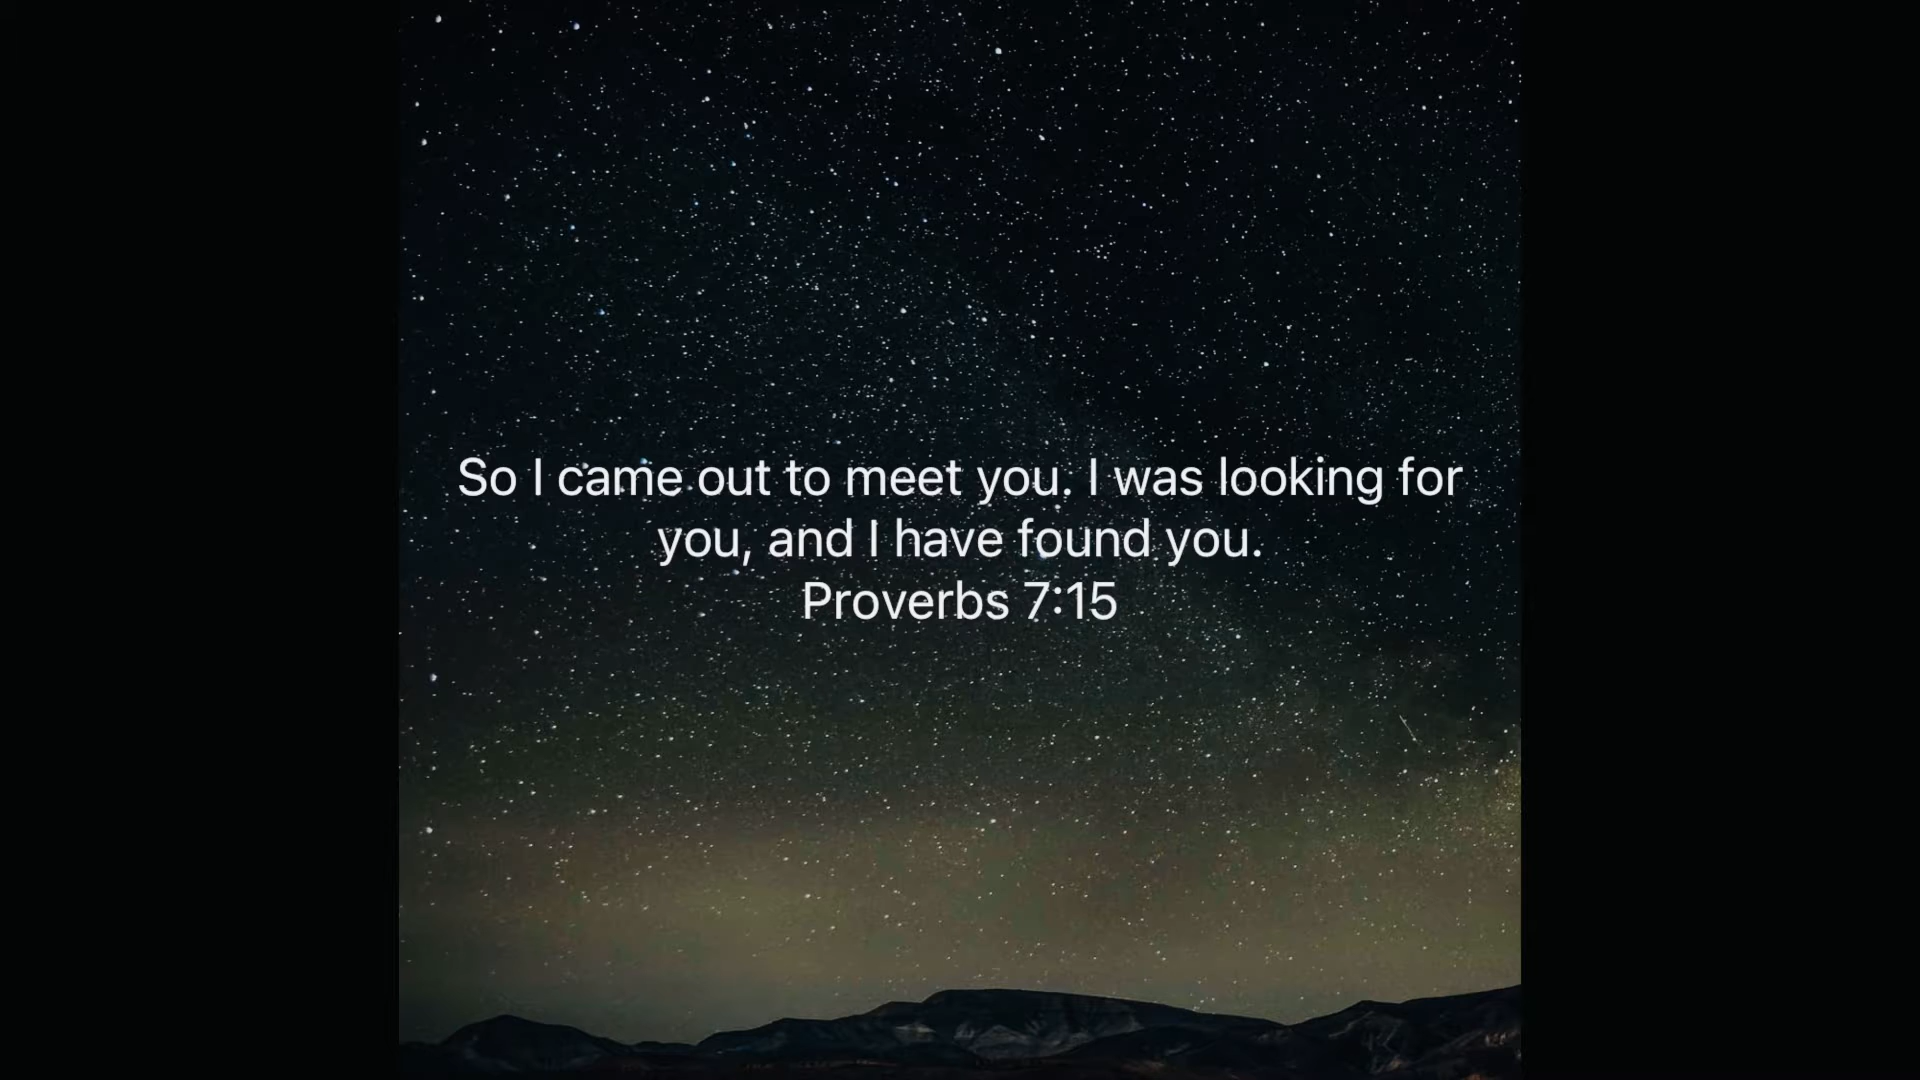 So I came out to meet you. I was looking for
you, and I have found you.
Proverbs 7:15